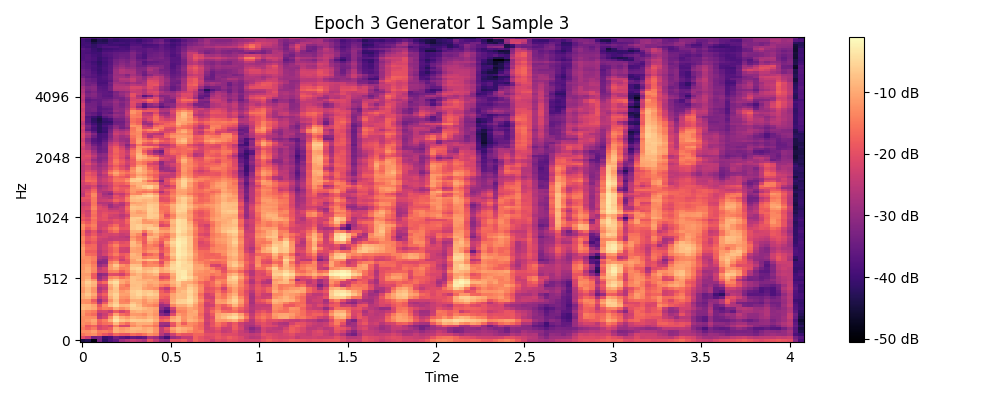 Epoch 3 Generator 1 Sample 3
Hz
4096
2048
1024
512
0
0 0.5 1 1.5 2 2.5 3 3.5 4
Time
-10 dB
-20 dB
-30 dB
-40 dB
-50 dB